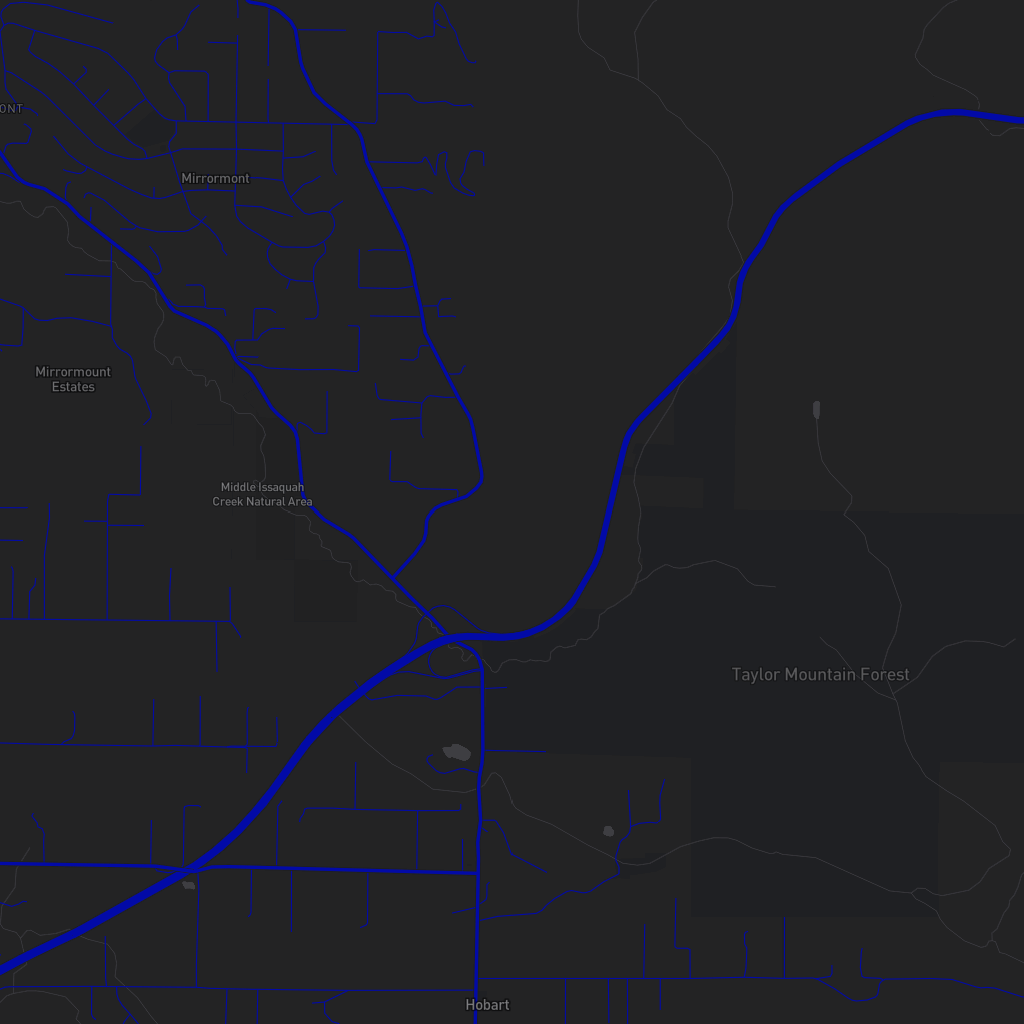 ONT
Mirrormont
Mirrormount
Estates
Middle Issaquah
Creek Natural Area
Taylor Mountain Forest
Hobart